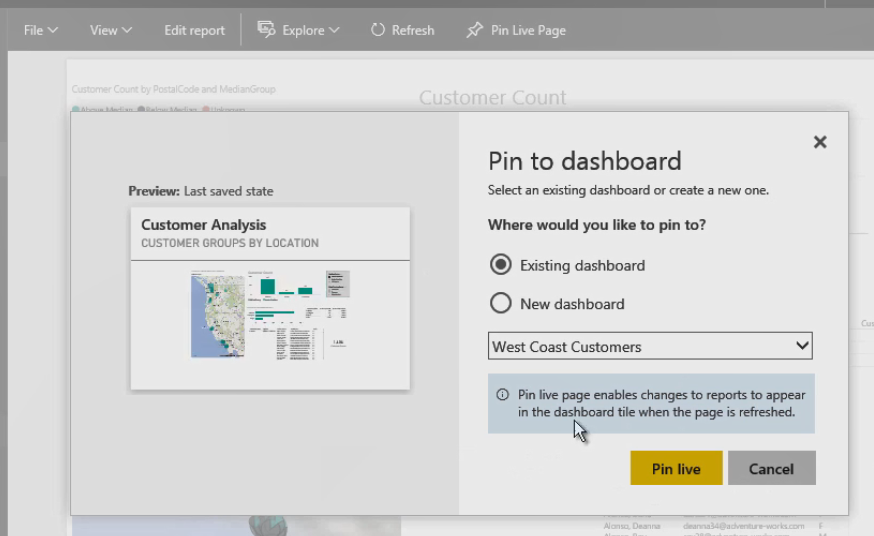 File View Edit report Explore Refresh Pin Live Page
Customer Count by PostalCode and MedianGroup
Customer Count
Above Median Below Median Unknown
Pin to dashboard
Select an existing dashboard or create a new one.
Preview: Last saved state
Customer Analysis
CUSTOMER GROUPS BY LOCATION
Where would you like to pin to?
Existing dashboard
New dashboard
West Coast Customers
Pin live page enables changes to reports to appear
in the dashboard tile when the page is refreshed.
Pin live Cancel
Alonso, Deanna deanna34@adventure-works.com F